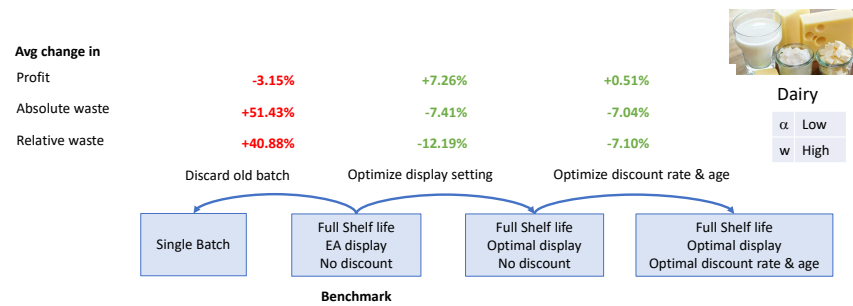 Avg change in
Profit -3.15% +7.26% +0.51%
Absolute waste +51.43% -7.41% -7.04%
Relative waste +40.88% -12.19% -7.10%
Dairy
α Low
w High
Discard old batch Optimize display setting Optimize discount rate & age
Single Batch
Full Shelf life
EA display
No discount
Full Shelf life
Optimal display
No discount
Full Shelf life
Optimal display
Optimal discount rate & age
Benchmark